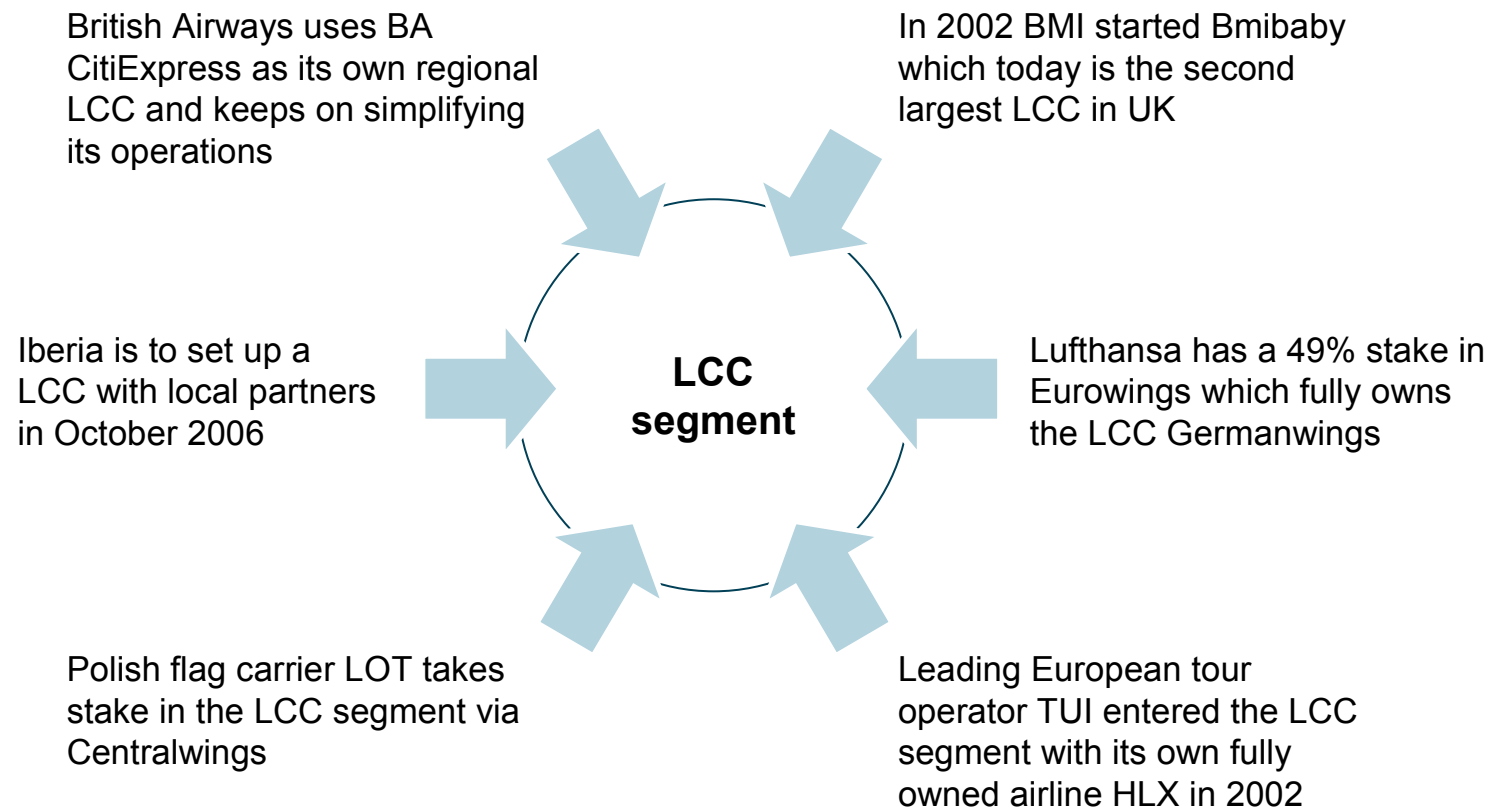 British Airways uses BA
CitiExpress as its own regional
LCC and keeps on simplifying
its operations
In 2002 BMI started Bmibaby
which today is the second
largest LCC in UK
Iberia is to set up a
LCC with local partners
in October 2006
LCC
segment
Lufthansa has a 49% stake in
Eurowings which fully owns
the LCC Germanwings
Polish flag carrier LOT takes
stake in the LCC segment via
Centralwings
Leading European tour
operator TUI entered the LCC
segment with its own fully
owned airline HLX in 2002